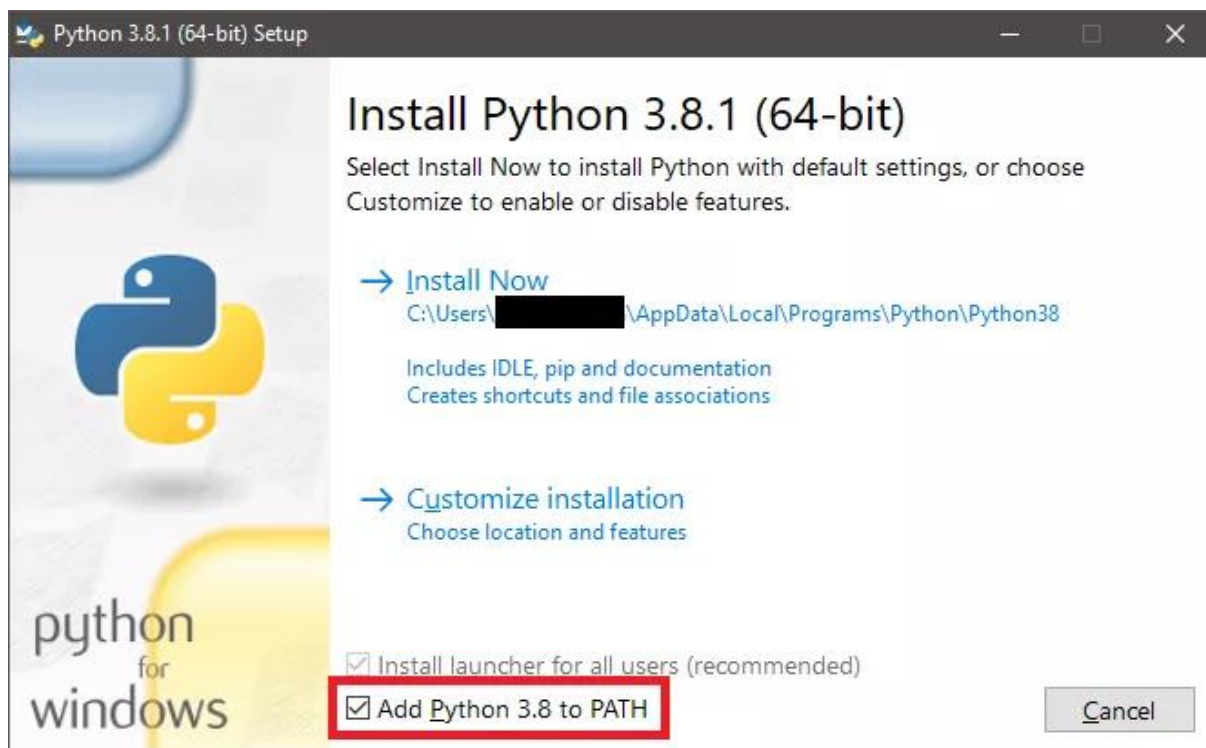 Python 3.8.1 (64-bit) Setup
Install Python 3.8.1 (64-bit)
Select Install Now to install Python with default settings, or choose
Customize to enable or disable features.
Install Now
C:\Users\ \AppData\Local\Programs\Python\Python38
Includes IDLE, pip and documentation
Creates shortcuts and file associations
Customize installation
Choose location and features
python
for
windows
Install launcher for all users (recommended)
Add Python 3.8 to PATH
Cancel